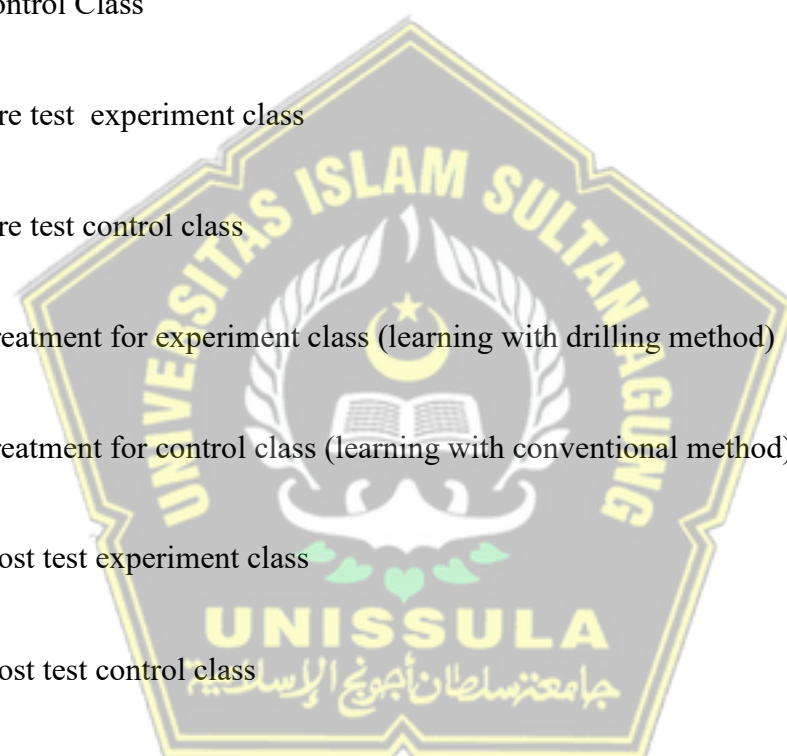 ontrol Class
re test experiment class
UNIVERSITAS ISLAM SULTAN AGUNG
re test control class
reatment for experiment class (learning with drilling method)
reatment for control class (learning with conventional method)
ost test experiment class
UNISSULA
ost test control class
جامعتسلطان أجونج الإسلامية